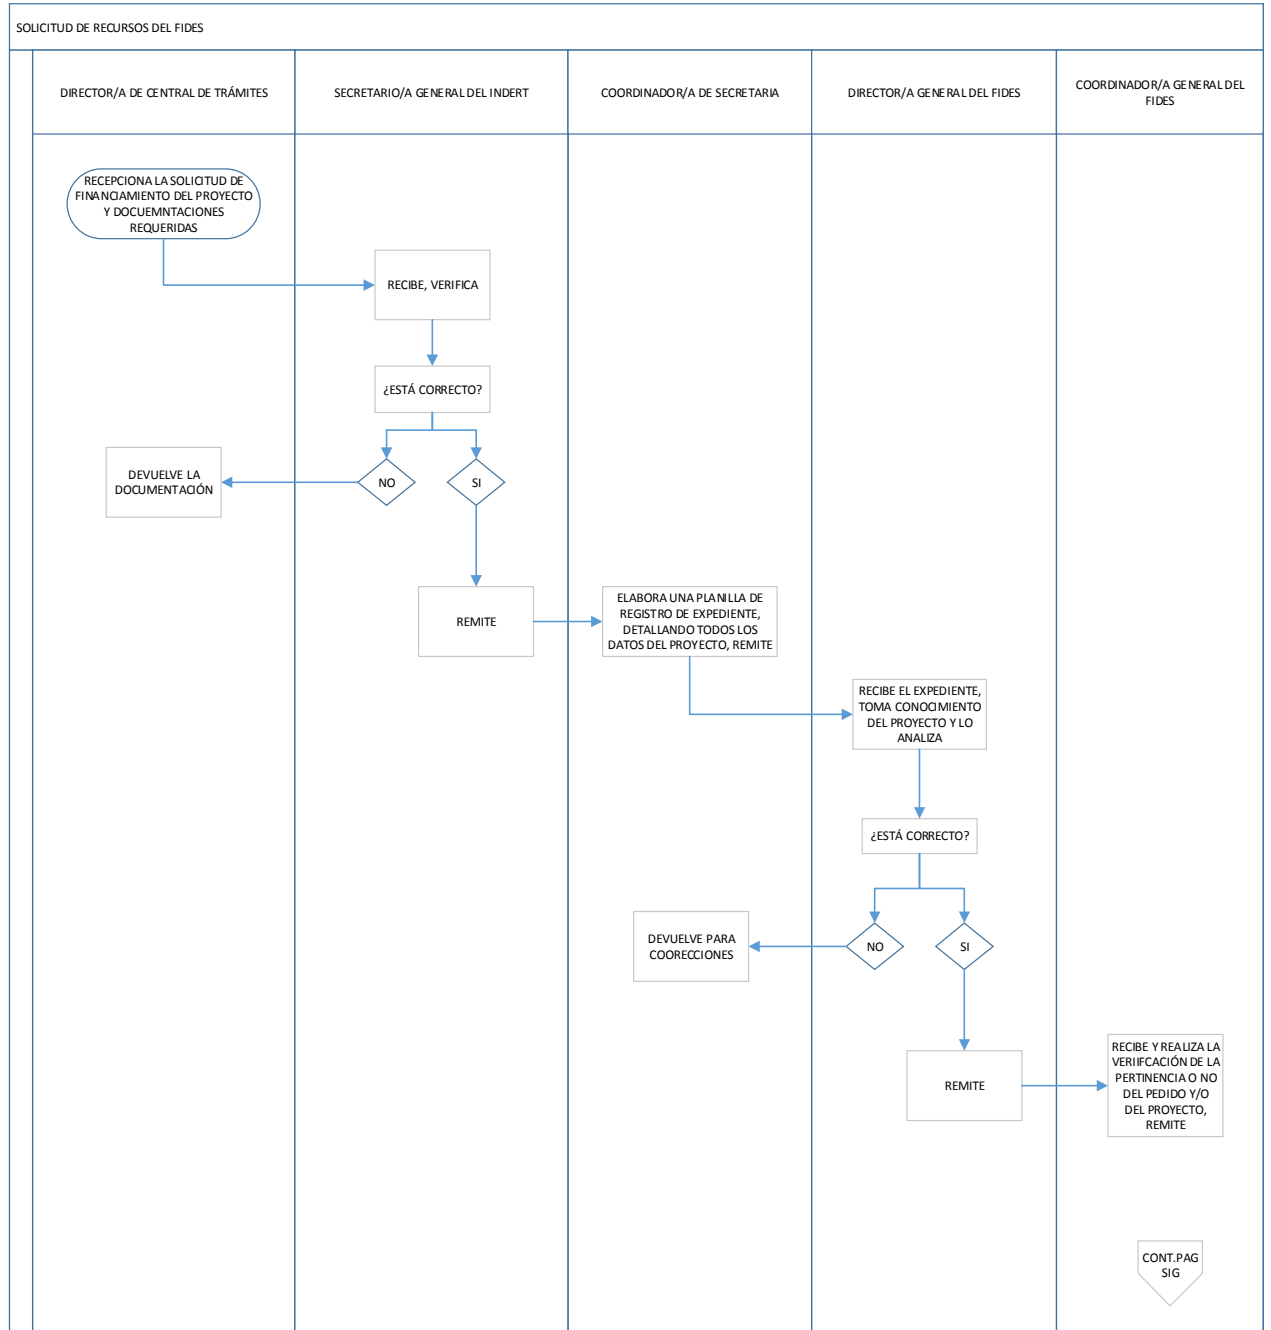 SOLICITUD DE RECURSOS DEL FIDES
DIRECTOR/A DE CENTRAL DE TRÁMITES
SECRETARIO/A GENERAL DEL INDERT
COORDINADOR/A DE SECRETARIA
DIRECTOR/A GENERAL DEL FIDES
COORDINADOR/A GENERAL DEL
FIDES
RECEPCIONA LA SOLICITUD DE
FINANCIAMIENTO DEL PROYECTO
Y DOCUEMNTACIONES
REQUERIDAS
RECIBE, VERIFICA
¿ESTÁ CORRECTO?
DEVUELVE LA
DOCUMENTACIÓN
NO
SI
REMITE
ELABORA UNA PLANILLA DE
REGISTRO DE EXPEDIENTE,
DETALLANDO TODOS LOS
DATOS DEL PROYECTO, REMITE
RECIBE EL EXPEDIENTE,
TOMA CONOCIMIENTO
DEL PROYECTO Y LO
ANALIZA
¿ESTÁ CORRECTO?
DEVUELVE PARA
COORECCIONES
NO
SI
REMITE
RECIBE Y REALIZA LA
VERIIFCACIÓN DE LA
PERTINENCIA O NO
DEL PEDIDO Y/O
DEL PROYECTO,
REMITE
CONT.PAG
SIG